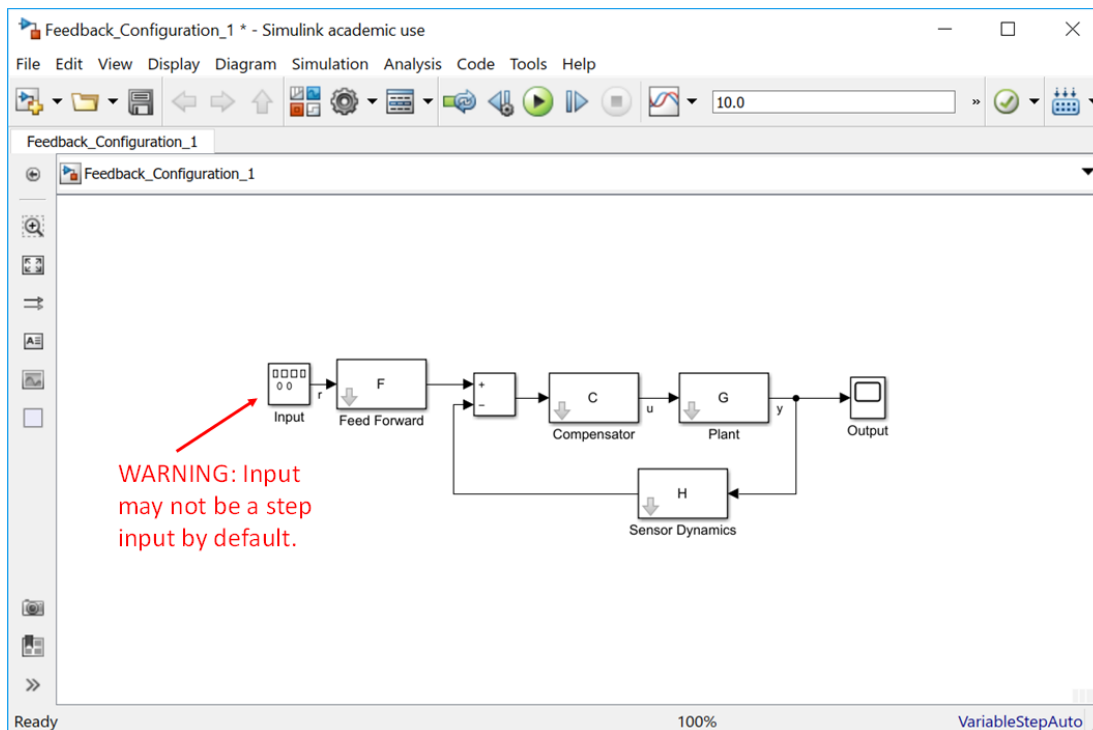 Feedback_Configuration_1 * - Simulink academic use
File Edit View Display Diagram Simulation Analysis Code Tools Help
10.0 »
Feedback_Configuration_1
Feedback_Configuration_1
F
+
−
C
G
r
u
y
Input
Feed Forward
Compensator
Plant
Output
H
Sensor Dynamics
WARNING: Input
may not be a step
input by default.
Ready 100% VariableStepAuto